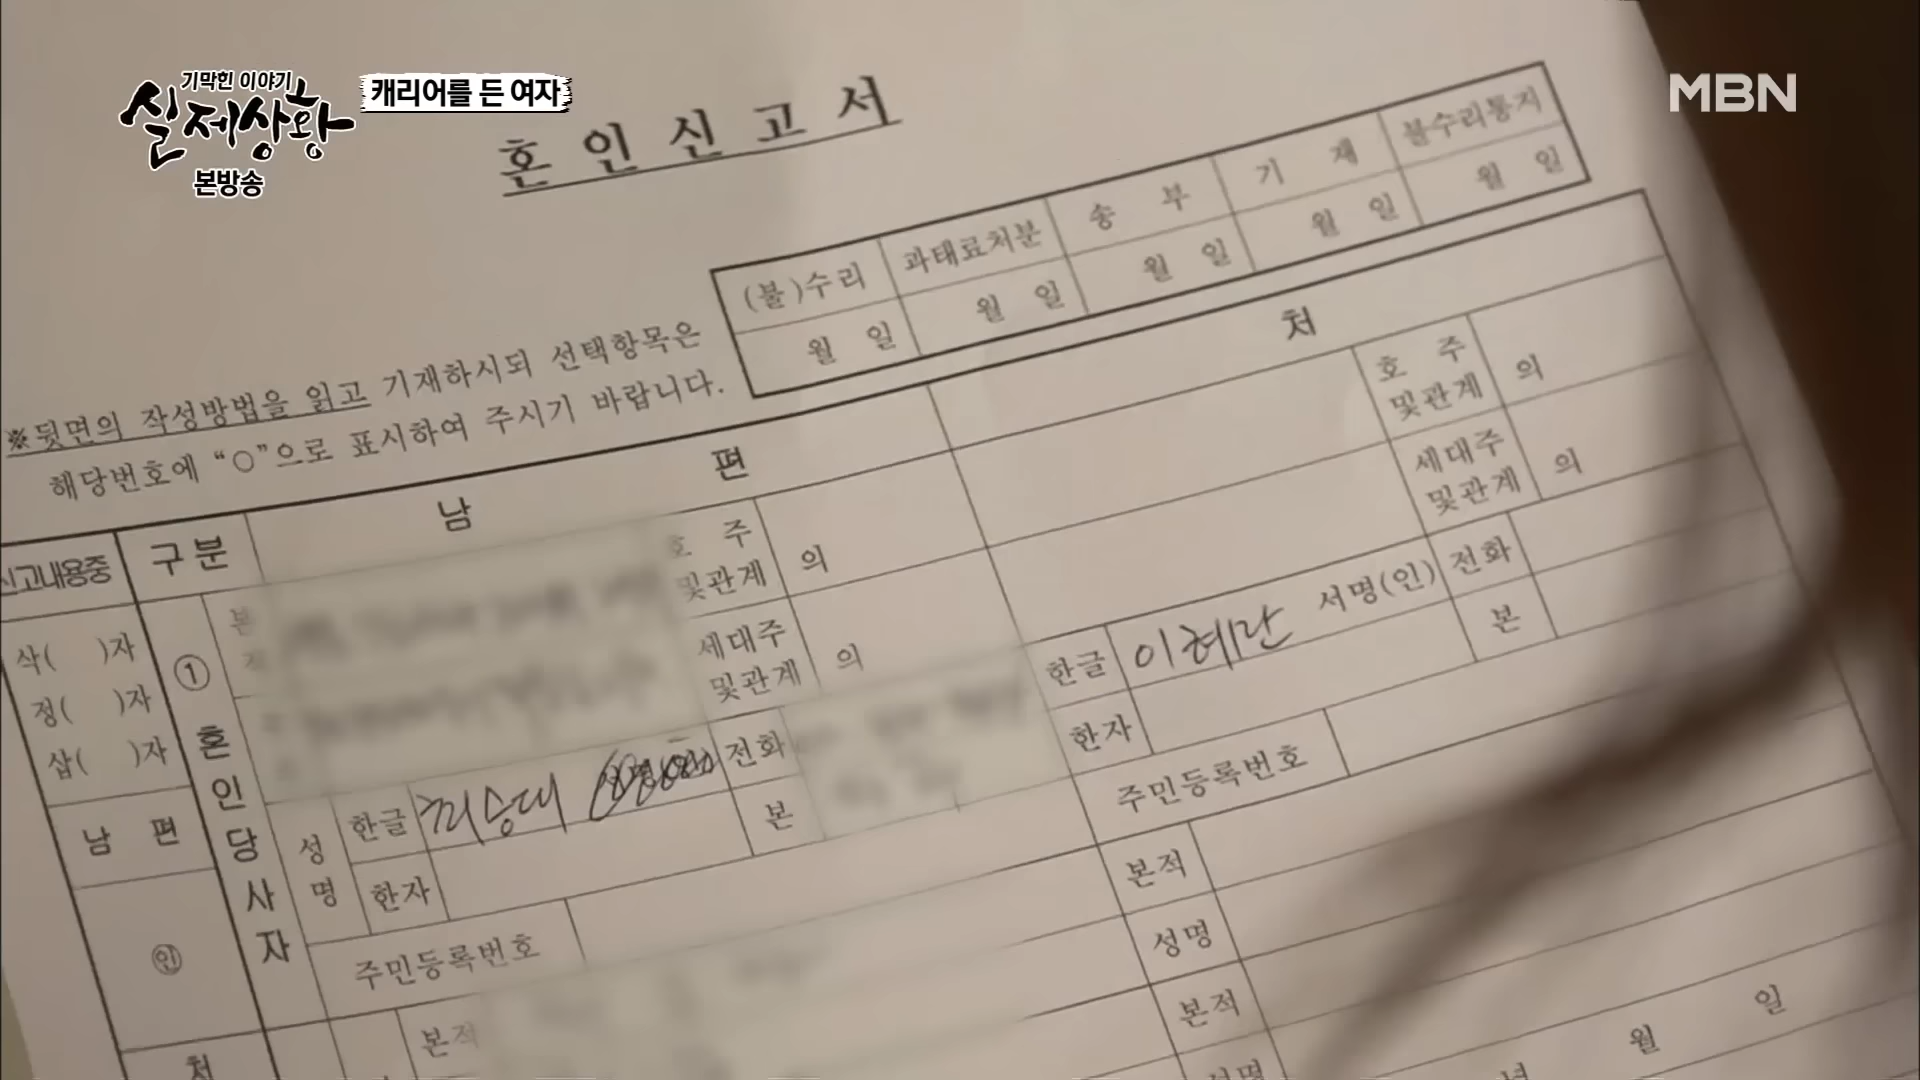 기막힌 이야기
실제상황
본방송
캐리어를 든 여자
MBN
혼인신고서
(불)수리 과태료처분 송부 기재 불수리통지
월 일 월 일 월 일 월 일 월 일
※뒷면의 작성방법을 읽고 기재하시되 선택항목은
해당번호에 “○”으로 표시하여 주시기 바랍니다.
신고내용중 구분 남편 처
삭( )자
정( )자
삽( )자
남편
인
처
① 혼인당사자
본
적
호주 및관계 의
세대주 및관계 의
성명 한글 전화
한자 본
주민등록번호
본적
호주 및관계 의
세대주 및관계 의
한글 이혜란 서명(인) 전화
한자 본
주민등록번호
본적
성명
본적
성명
년 월 일